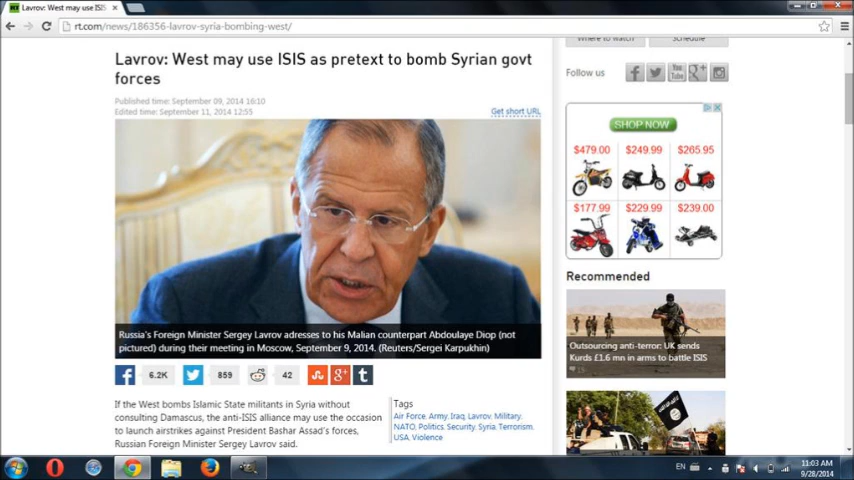 Lavrov: West may use ISIS
rt.com/news/186356-lavrov-syria-bombing-west/
Lavrov: West may use ISIS as pretext to bomb Syrian govt
forces
Published time: September 09, 2014 16:10
Edited time: September 11, 2014 12:55
Get short URL
Russia's Foreign Minister Sergey Lavrov adresses to his Malian counterpart Abdoulaye Diop (not
pictured) during their meeting in Moscow, September 9, 2014. (Reuters/Sergei Karpukhin)
6.2K
859
42
If the West bombs Islamic State militants in Syria without
consulting Damascus, the anti-ISIS alliance may use the occasion
to launch airstrikes against President Bashar Assad's forces,
Russian Foreign Minister Sergey Lavrov said.
Tags
Air Force, Army, Iraq, Lavrov, Military,
NATO, Politics, Security, Syria, Terrorism,
USA, Violence
Where to watch
Schedule
Follow us
You Tube
SHOP NOW
$479.00 $249.99 $265.95
$177.99 $229.99 $239.00
Recommended
Outsourcing anti-terror: UK sends
Kurds £1.6 mn in arms to battle ISIS
EN
11:03 AM
9/28/2014